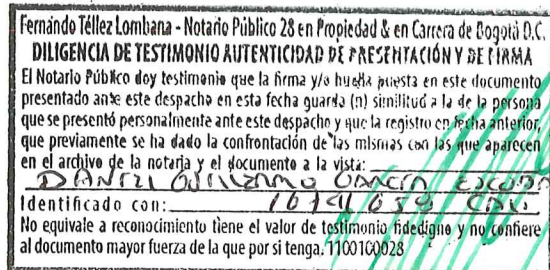 Fernándo Téllez Lombana - Notario Público 28 en Propiedad & en Carrera de Bogotá D.C.
DILIGENCIA DE TESTIMONIO AUTENTICIDAD DE PRESENTACIÓN Y DE FIRMA
El Notario Público doy testimonio que la firma y/o huella puesta en este documento
presentado ante este despacho en esta fecha guarda (n) similitud a la de la persona
que se presentó personalmente ante este despacho y que la registro en fecha anterior,
que previamente se ha dado la confrontación de las mismas con las que aparecen
en el archivo de la notaria y el documento a la vista:
DANIEL GUILLERMO GARCIA
Identificado con: CALI
No equivale a reconocimiento tiene el valor de testimonio fidedigno y no confiere
al documento mayor fuerza de la que por si tenga. 1100100028